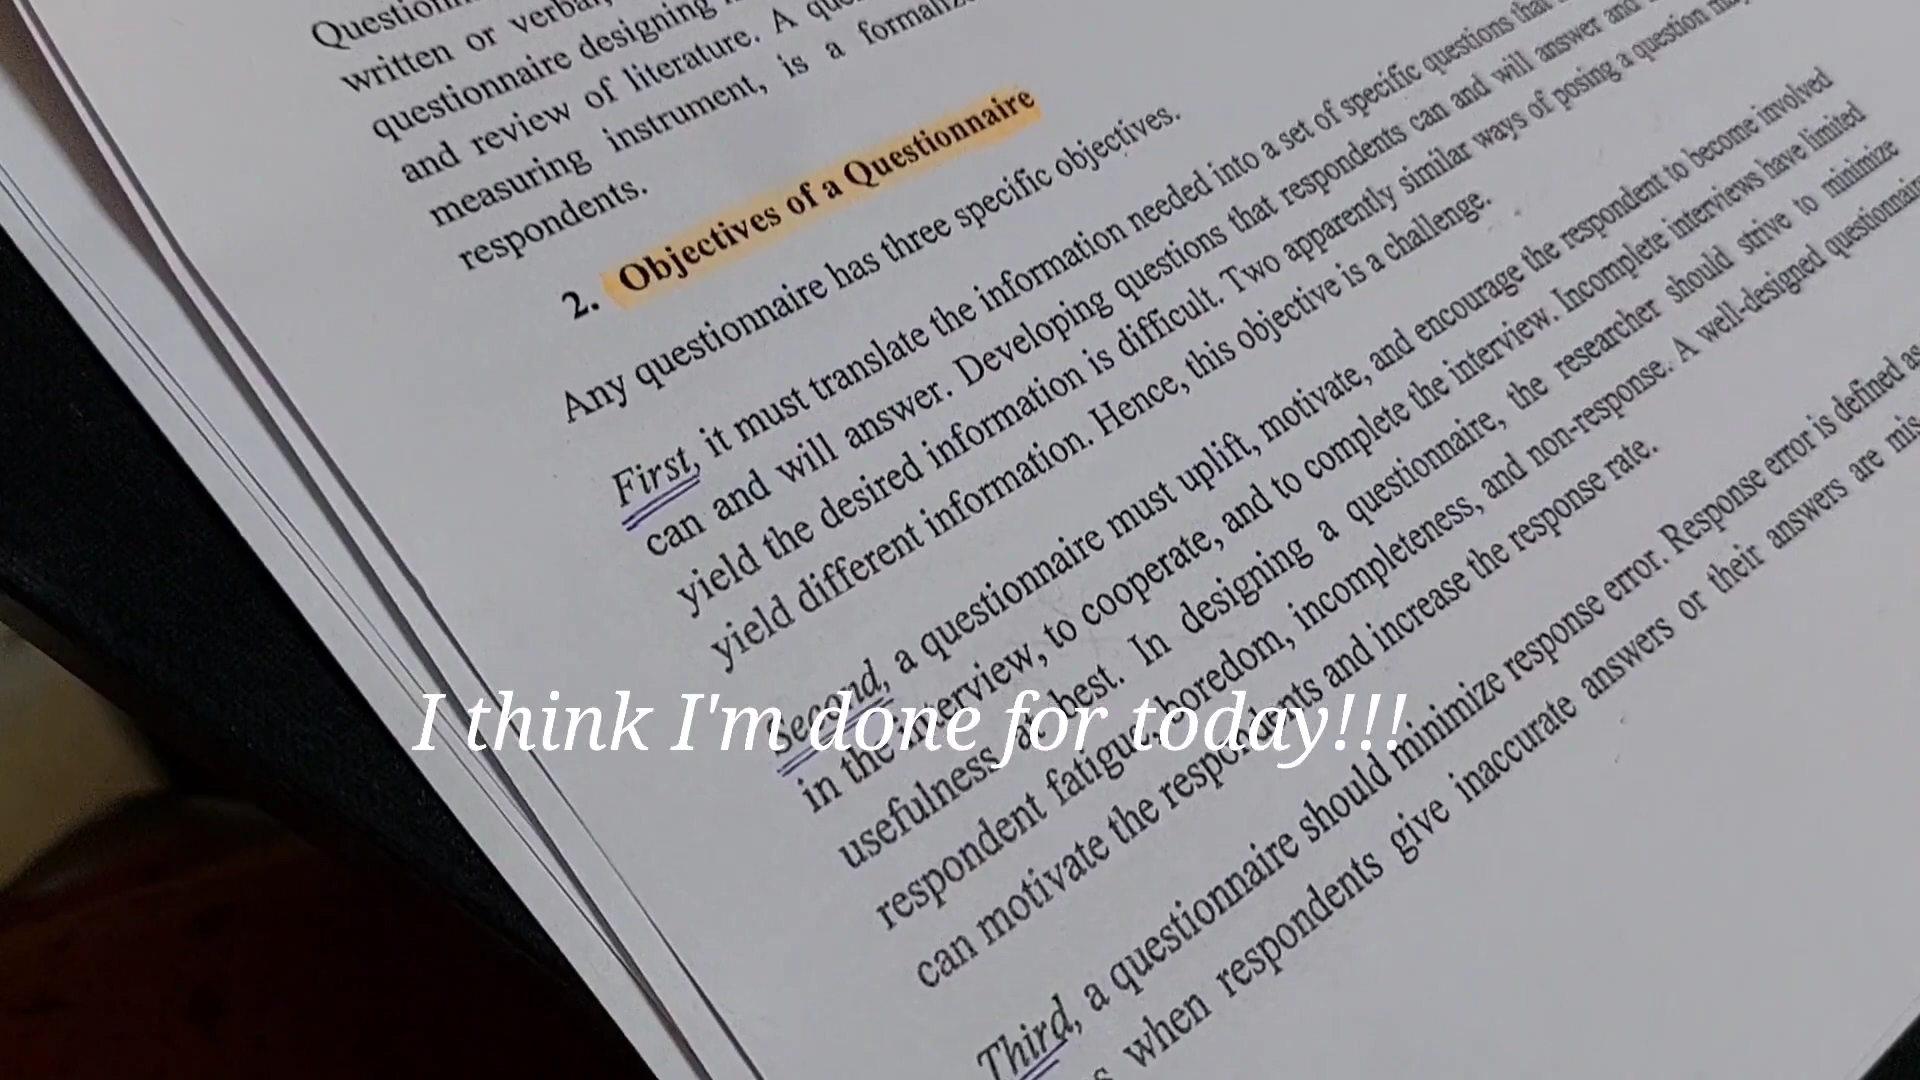 written or verbal,
questionnaire designing
and review of literature. A
measuring instrument, is a
respondents.
2. Objectives of a Questionnaire
Any questionnaire has three specific objectives.
First, it must translate the information needed into a set of specific questions that
can and will answer. Developing questions that respondents can and will answer and
yield the desired information is difficult. Two apparently similar ways of posing a question
yield different information. Hence, this objective is a challenge.
Second, a questionnaire must uplift, motivate, and encourage the respondent to become involved
in the interview, to cooperate, and to complete the interview. Incomplete interviews have limited
usefulness at best. In designing a questionnaire, the researcher should strive to minimize
respondent fatigue, boredom, incompleteness, and non-response. A well-designed questionnaire
can motivate the respondents and increase the response rate.
I think I'm done for today!!!
Third, a questionnaire should minimize response error. Response error is defined as
when respondents give inaccurate answers or their answers are